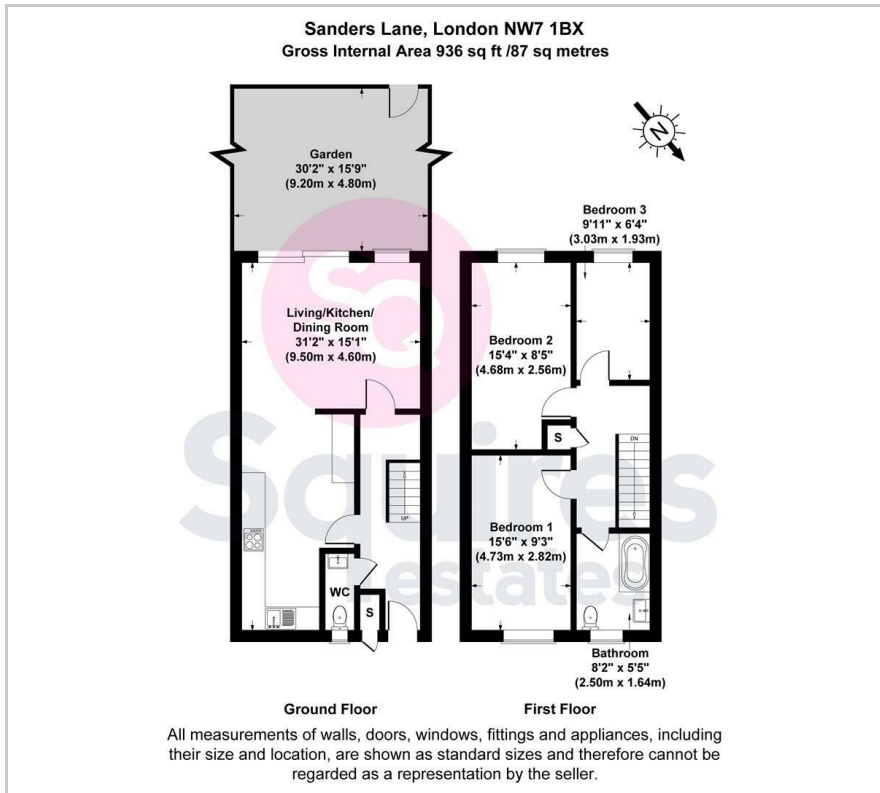 Sanders Lane, London NW7 1BX
Gross Internal Area 936 sq ft /87 sq metres
N
Garden
30'2" x 15'9"
(9.20m x 4.80m)
Bedroom 3
9'11" x 6'4"
(3.03m x 1.93m)
SQ
Living/Kitchen/
Dining Room
31'2" x 15'1"
(9.50m x 4.60m)
Bedroom 2
15'4" x 8'5"
(4.68m x 2.56m)
S
DN
Squires
estates
UP
Bedroom 1
15'6" x 9'3"
(4.73m x 2.82m)
WC
S
Bathroom
8'2" x 5'5"
(2.50m x 1.64m)
Ground Floor
First Floor
All measurements of walls, doors, windows, fittings and appliances, including
their size and location, are shown as standard sizes and therefore cannot be
regarded as a representation by the seller.